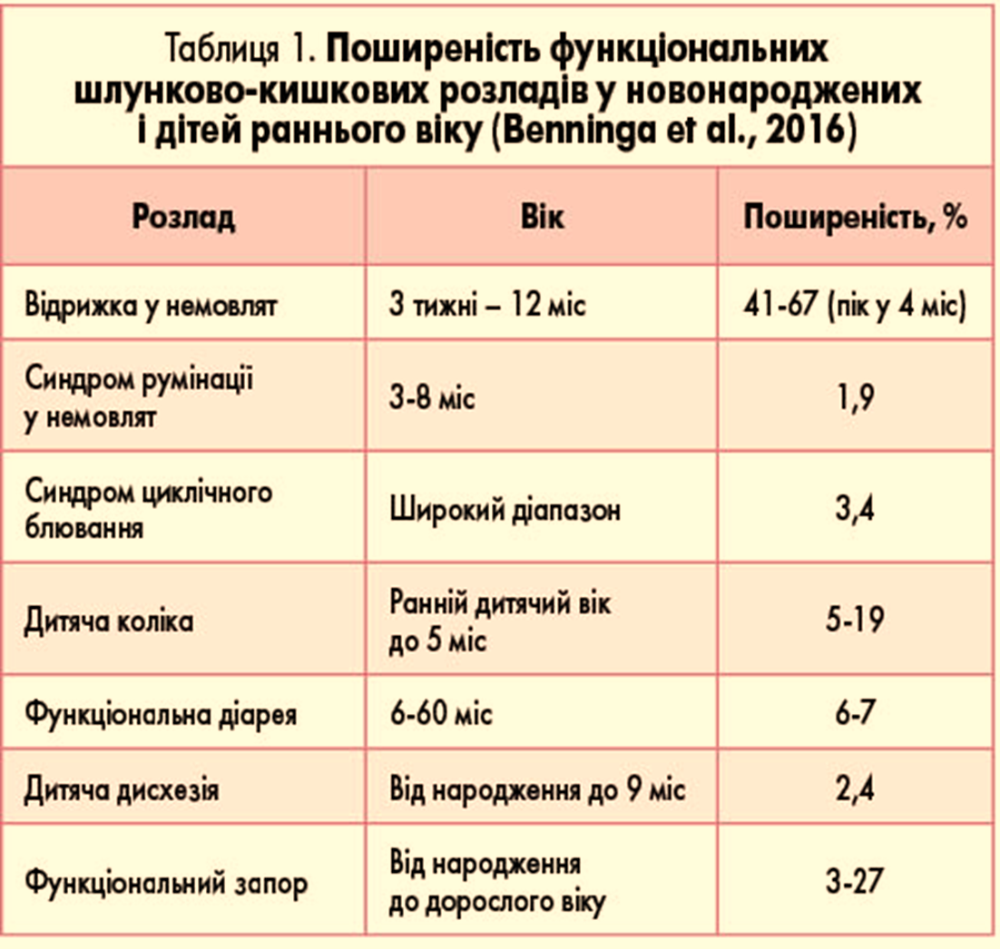 Таблиця 1. Поширеність функціональних
шлунково-кишкових розладів у новонароджених
і дітей раннього віку (Benninga et al., 2016)
Розлад Вік Поширеність, %
Відрижка у немовлят 3 тижні – 12 міс 41-67 (пік у 4 міс)
Синдром румінації
у немовлят
3-8 міс
1,9
Синдром циклічного
блювання
Широкий діапазон
3,4
Дитяча коліка
Ранній дитячий вік
до 5 міс
5-19
Функціональна діарея 6-60 міс 6-7
Дитяча дисхезія Від народження до 9 міс 2,4
Функціональний запор
Від народження
до дорослого віку
3-27